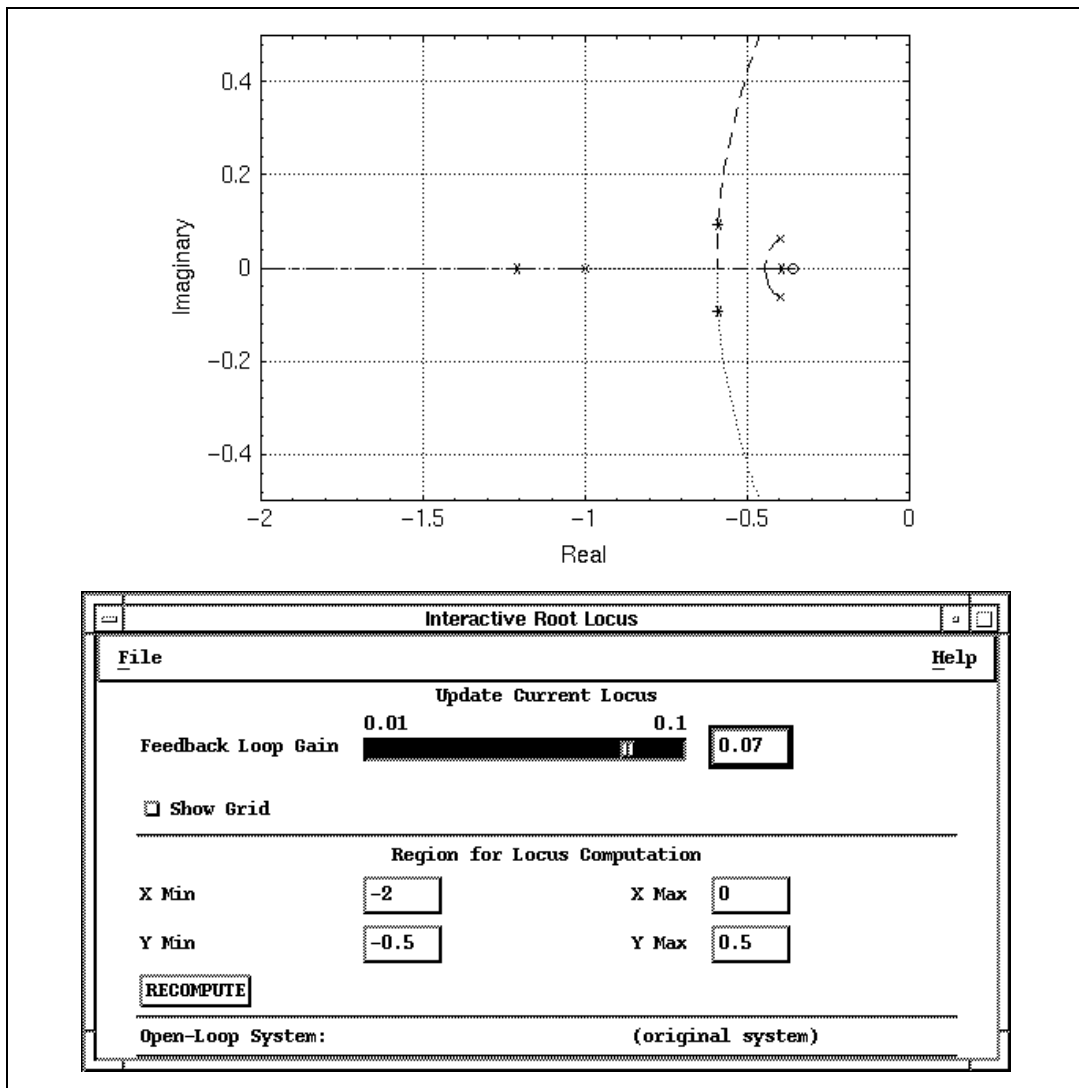 0.4
0.2
0
−0.2
−0.4
Imaginary
−2 −1.5 −1 −0.5 0
Real
Interactive Root Locus
File Help
Update Current Locus
0.01 0.1
Feedback Loop Gain 0.07
Show Grid
Region for Locus Computation
X Min -2 X Max 0
Y Min -0.5 Y Max 0.5
RECOMPUTE
Open-Loop System: (original system)